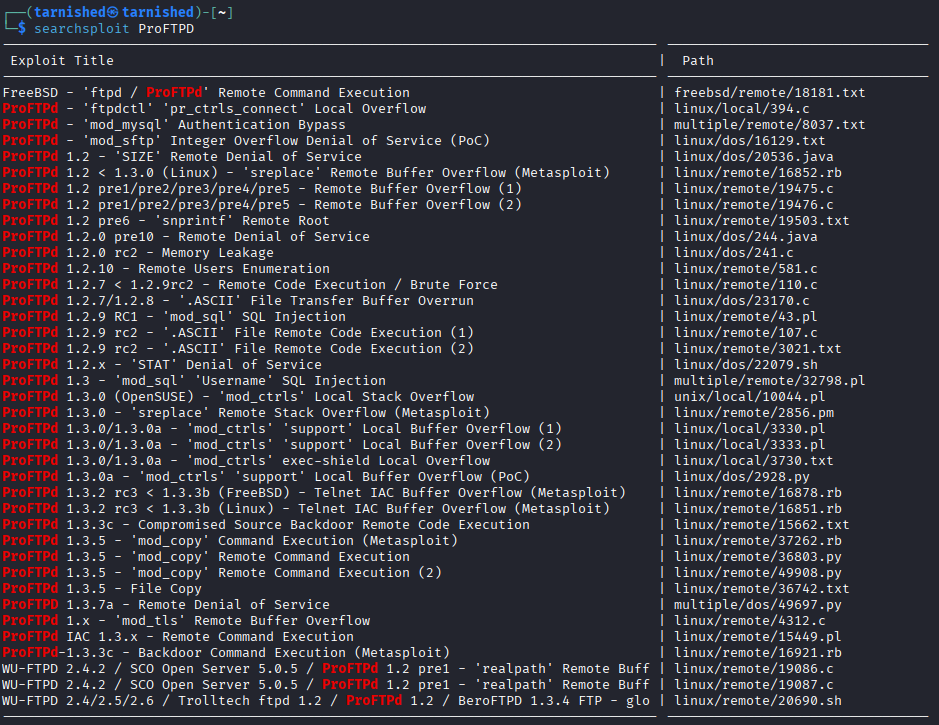 (tarnished㉿tarnished)-[~]
$ searchsploit ProFTPD
Exploit Title | Path
FreeBSD - 'ftpd / ProFTPd' Remote Command Execution | freebsd/remote/18181.txt
ProFTPd - 'ftpdctl' 'pr_ctrls_connect' Local Overflow | linux/local/394.c
ProFTPd - 'mod_mysql' Authentication Bypass | multiple/remote/8037.txt
ProFTPd - 'mod_sftp' Integer Overflow Denial of Service (PoC) | linux/dos/16129.txt
ProFTPd 1.2 - 'SIZE' Remote Denial of Service | linux/dos/20536.java
ProFTPd 1.2 < 1.3.0 (Linux) - 'sreplace' Remote Buffer Overflow (Metasploit) | linux/remote/16852.rb
ProFTPd 1.2 pre1/pre2/pre3/pre4/pre5 - Remote Buffer Overflow (1) | linux/remote/19475.c
ProFTPd 1.2 pre1/pre2/pre3/pre4/pre5 - Remote Buffer Overflow (2) | linux/remote/19476.c
ProFTPd 1.2 pre6 - 'snprintf' Remote Root | linux/remote/19503.txt
ProFTPd 1.2.0 pre10 - Remote Denial of Service | linux/dos/244.java
ProFTPd 1.2.0 rc2 - Memory Leakage | linux/dos/241.c
ProFTPd 1.2.10 - Remote Users Enumeration | linux/remote/581.c
ProFTPd 1.2.7 < 1.2.9rc2 - Remote Code Execution / Brute Force | linux/remote/110.c
ProFTPd 1.2.7/1.2.8 - '.ASCII' File Transfer Buffer Overrun | linux/dos/23170.c
ProFTPd 1.2.9 RC1 - 'mod_sql' SQL Injection | linux/remote/43.pl
ProFTPd 1.2.9 rc2 - '.ASCII' File Remote Code Execution (1) | linux/remote/107.c
ProFTPd 1.2.9 rc2 - '.ASCII' File Remote Code Execution (2) | linux/remote/3021.txt
ProFTPd 1.2.x - 'STAT' Denial of Service | linux/dos/22079.sh
ProFTPd 1.3 - 'mod_sql' 'Username' SQL Injection | multiple/remote/32798.pl
ProFTPd 1.3.0 (OpenSUSE) - 'mod_ctrls' Local Stack Overflow | unix/local/10044.pl
ProFTPd 1.3.0 - 'sreplace' Remote Stack Overflow (Metasploit) | linux/remote/2856.pm
ProFTPd 1.3.0/1.3.0a - 'mod_ctrls' 'support' Local Buffer Overflow (1) | linux/local/3330.pl
ProFTPd 1.3.0/1.3.0a - 'mod_ctrls' 'support' Local Buffer Overflow (2) | linux/local/3333.pl
ProFTPd 1.3.0/1.3.0a - 'mod_ctrls' exec-shield Local Overflow | linux/local/3730.txt
ProFTPd 1.3.0a - 'mod_ctrls' 'support' Local Buffer Overflow (PoC) | linux/dos/2928.py
ProFTPd 1.3.2 rc3 < 1.3.3b (FreeBSD) - Telnet IAC Buffer Overflow (Metasploit) | linux/remote/16878.rb
ProFTPd 1.3.2 rc3 < 1.3.3b (Linux) - Telnet IAC Buffer Overflow (Metasploit) | linux/remote/16851.rb
ProFTPd 1.3.3c - Compromised Source Backdoor Remote Code Execution | linux/remote/15662.txt
ProFTPd 1.3.5 - 'mod_copy' Command Execution (Metasploit) | linux/remote/37262.rb
ProFTPd 1.3.5 - 'mod_copy' Remote Command Execution | linux/remote/36803.py
ProFTPd 1.3.5 - 'mod_copy' Remote Command Execution (2) | linux/remote/49908.py
ProFTPd 1.3.5 - File Copy | linux/remote/36742.txt
ProFTPD 1.3.7a - Remote Denial of Service | multiple/dos/49697.py
ProFTPd 1.x - 'mod_tls' Remote Buffer Overflow | linux/remote/4312.c
ProFTPd IAC 1.3.x - Remote Command Execution | linux/remote/15449.pl
ProFTPd-1.3.3c - Backdoor Command Execution (Metasploit) | linux/remote/16921.rb
WU-FTPD 2.4.2 / SCO Open Server 5.0.5 / ProFTPd 1.2 pre1 - 'realpath' Remote Buff | linux/remote/19086.c
WU-FTPD 2.4.2 / SCO Open Server 5.0.5 / ProFTPd 1.2 pre1 - 'realpath' Remote Buff | linux/remote/19087.c
WU-FTPD 2.4/2.5/2.6 / Trolltech ftpd 1.2 / ProFTPd 1.2 / BeroFTPD 1.3.4 FTP - glo | linux/remote/20690.sh